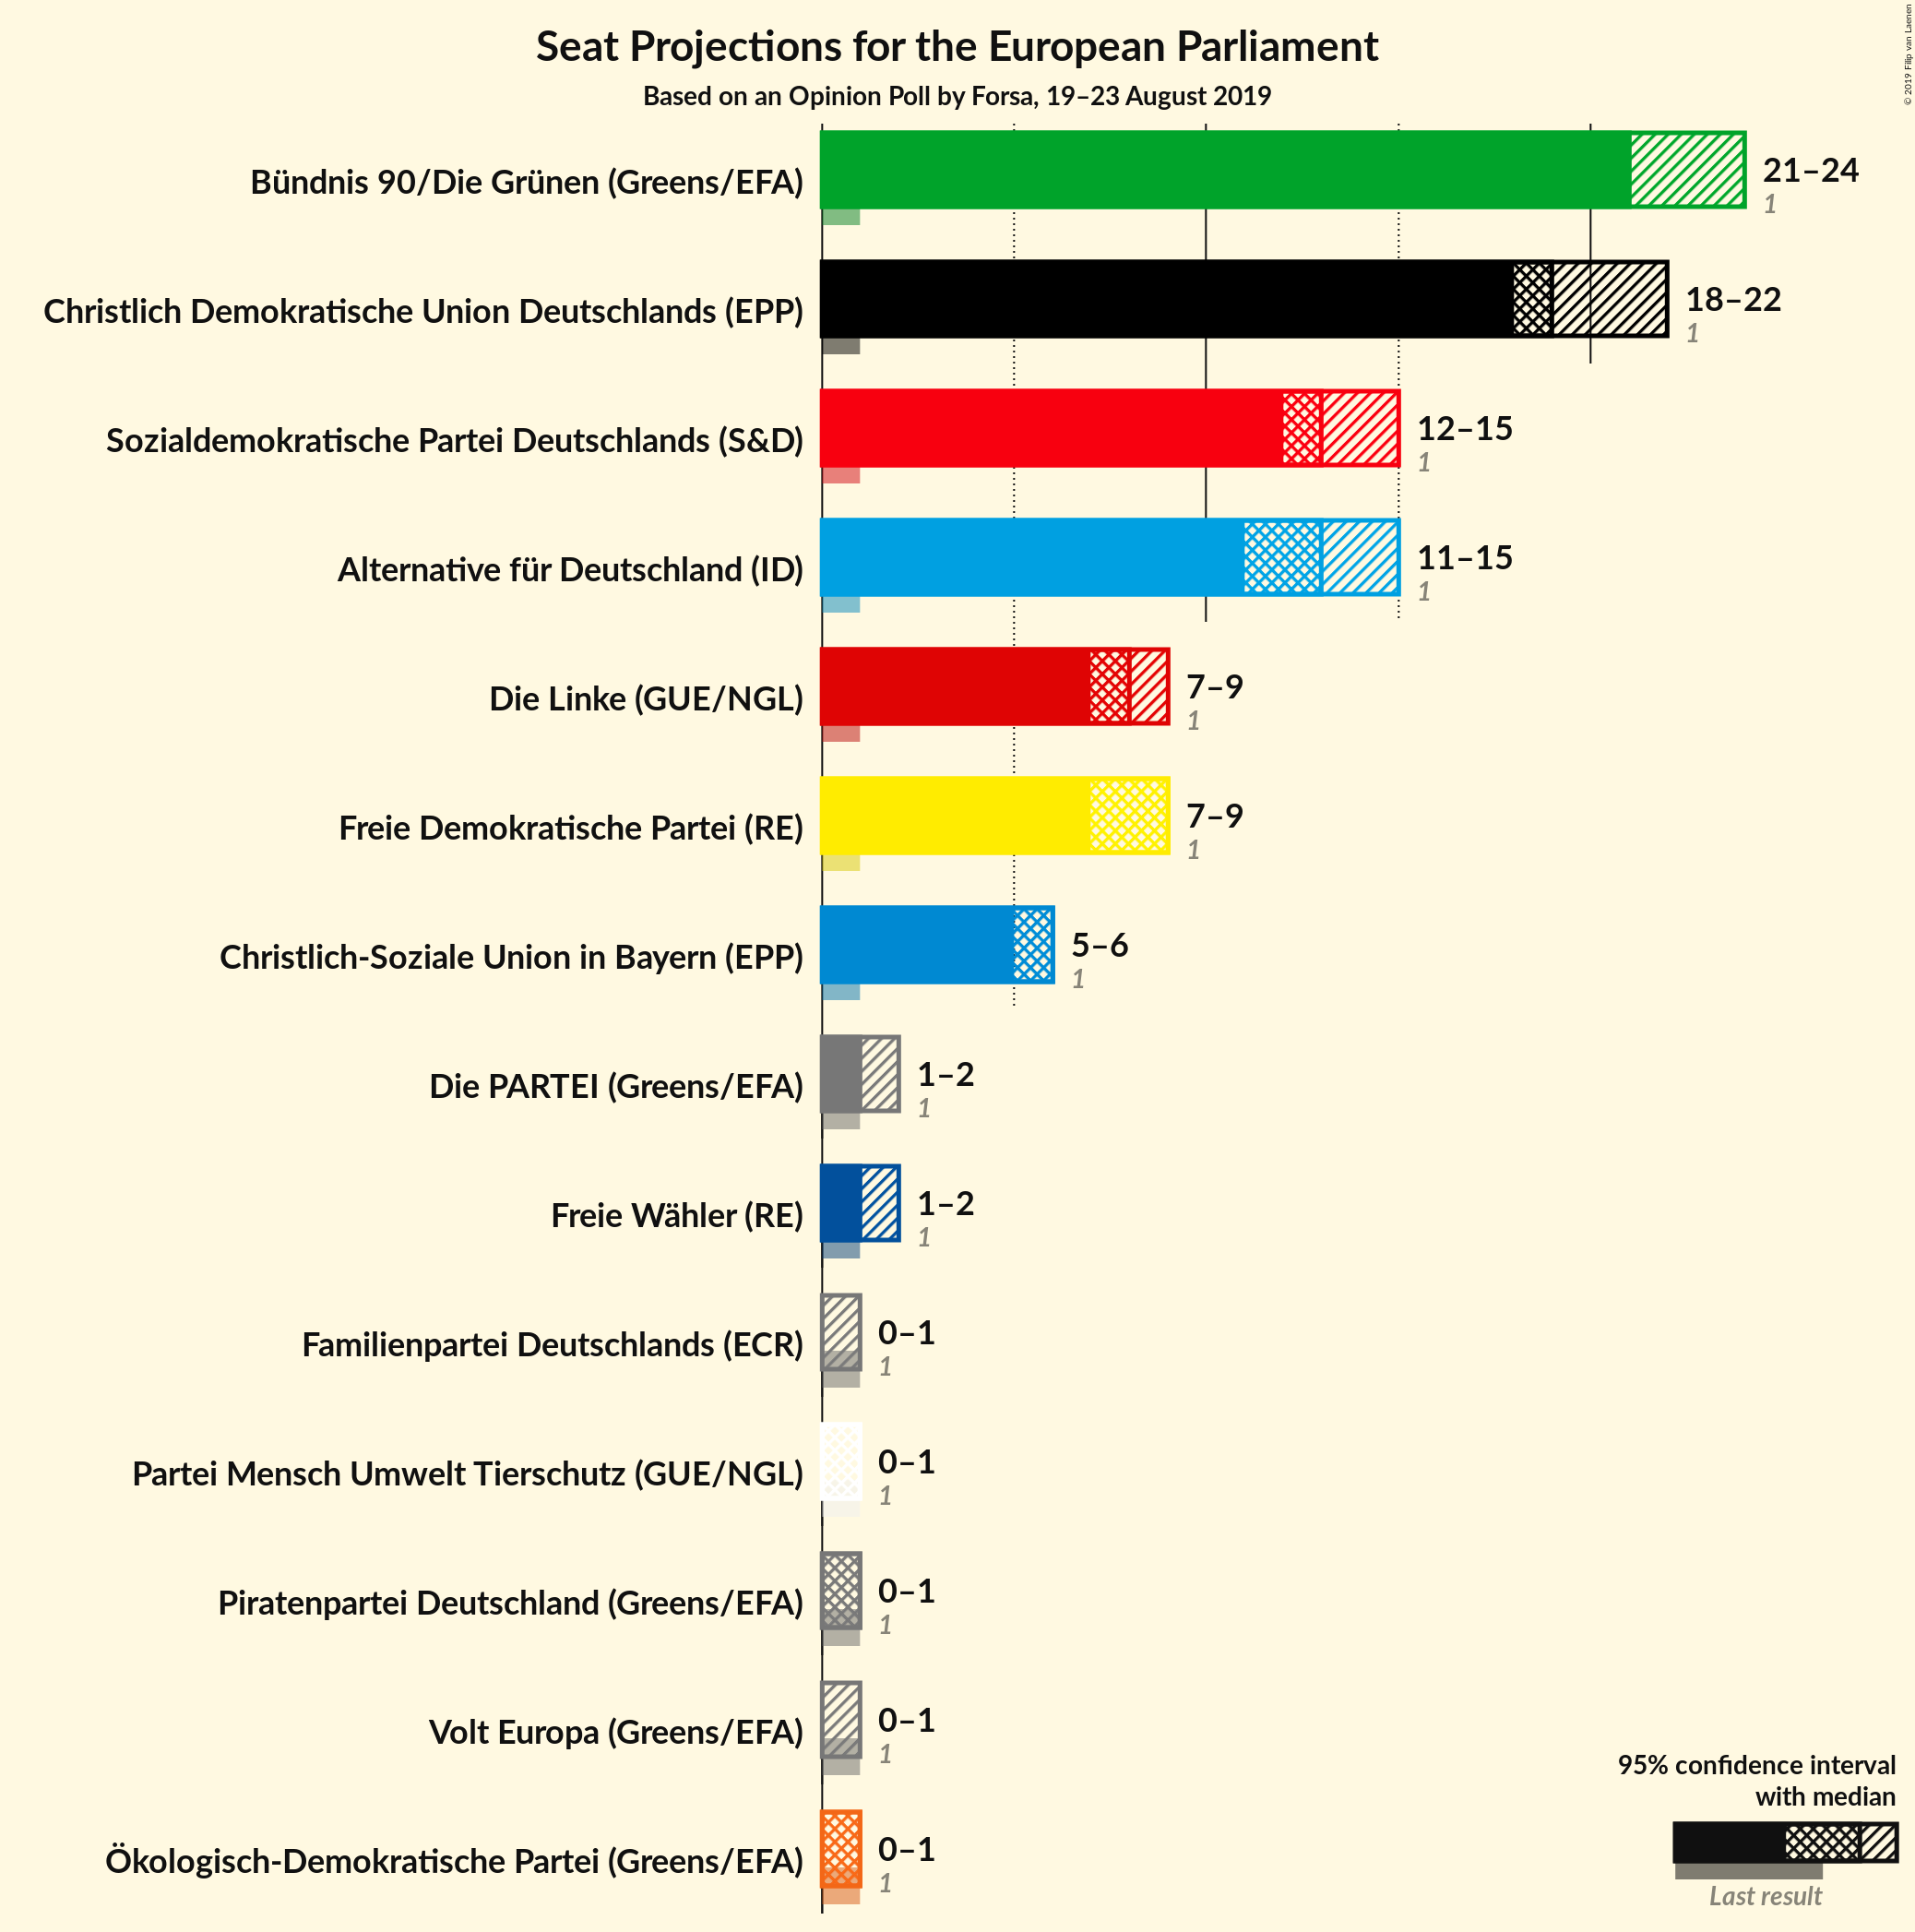 Seat Projections for the European Parliament
Based on an Opinion Poll by Forsa, 19–23 August 2019
© 2019 Filip van Laenen
Bündnis 90/Die Grünen (Greens/EFA)
21–24
1
Christlich Demokratische Union Deutschlands (EPP)
18–22
1
Sozialdemokratische Partei Deutschlands (S&D)
12–15
1
Alternative für Deutschland (ID)
11–15
1
Die Linke (GUE/NGL)
7–9
1
Freie Demokratische Partei (RE)
7–9
1
Christlich-Soziale Union in Bayern (EPP)
5–6
1
Die PARTEI (Greens/EFA)
1–2
1
Freie Wähler (RE)
1–2
1
Familienpartei Deutschlands (ECR)
0–1
1
Partei Mensch Umwelt Tierschutz (GUE/NGL)
0–1
1
Piratenpartei Deutschland (Greens/EFA)
0–1
1
Volt Europa (Greens/EFA)
0–1
1
Ökologisch-Demokratische Partei (Greens/EFA)
0–1
1
95% confidence interval
with median
Last result